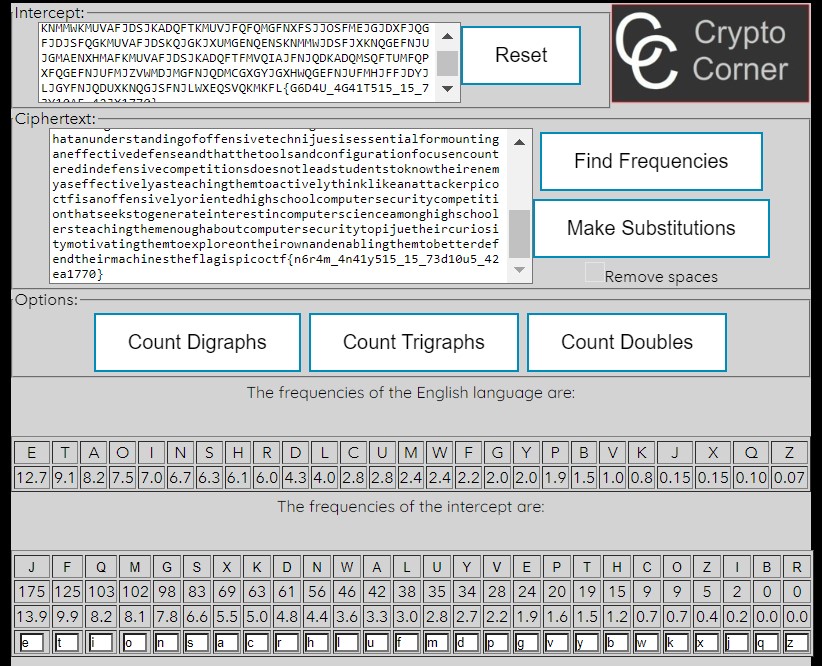 Intercept:
KNMMWKMUVAFJDSJKADQFTKMUVJFQFQMGFNXFSJJOSFMEJGJDXFJQG
FJDJSFQGKMUVAFJDSKQJGKJXUMGENQENSKNMMWJDSFJXKNQGEFNJU
JGMAENXHMAFKMUVAFJDSJKADQFTFMVQIAJFNJQDKADQMSQFTUMFQP
XFQGEFNJUFMJZVWMDJMGFNJQDMCGXGYJGXHWQGEFNJUFMHJFFJDYJ
LJGYFNJQDUXKNQGJSFNJLWXEQSVQKMKFL{G6D4U_4G41T515_15_7
3Y10A5_42JX1770}
Reset
Crypto
Corner
Ciphertext:
hatanunderstandingofoffensivetechnijuesisessentialformounting
aneffectivedefenseandthatthetoolsandconfigurationfocusencount
eredindefensivecompetitionsdoesnotleadstudentstoknowtheirenem
yaseffectivelyasteachingthemtoactivelythinklikeanattackerpico
ctfisanoffensivelyorientedhighschoolcomputersecuritycompetiti
onthatseekstogenerateinterestincomputerscienceamonghighschool
ersteachingthemenoughaboutcomputersecuritytopijuetheircuriosi
tymotivatingthemtoexploreontheirownandenablingthemtobetterdef
endtheirmachinestheflagispicoctf{n6r4m_4n41y515_15_73d10u5_42
ea1770}
Find Frequencies
Make Substitutions
Remove spaces
Options:
Count Digraphs Count Trigraphs Count Doubles
The frequencies of the English language are:
E T A O I N S H R D L C U M W F G Y P B V K J X Q Z
12.7 9.1 8.2 7.5 7.0 6.7 6.3 6.1 6.0 4.3 4.0 2.8 2.8 2.4 2.4 2.2 2.0 2.0 1.9 1.5 1.0 0.8 0.15 0.15 0.10 0.07
The frequencies of the intercept are:
J F Q M G S X K D N W A L U Y V E P T H C O Z I B R
175 125 103 102 98 83 69 63 61 56 46 42 38 35 34 28 24 20 19 15 9 9 5 2 0 0
13.9 9.9 8.2 8.1 7.8 6.6 5.5 5.0 4.8 4.4 3.6 3.3 3.0 2.8 2.7 2.2 1.9 1.6 1.5 1.2 0.7 0.7 0.4 0.2 0.0 0.0
e t i o n s a c r h l u f m d p g v y b w k x j q z